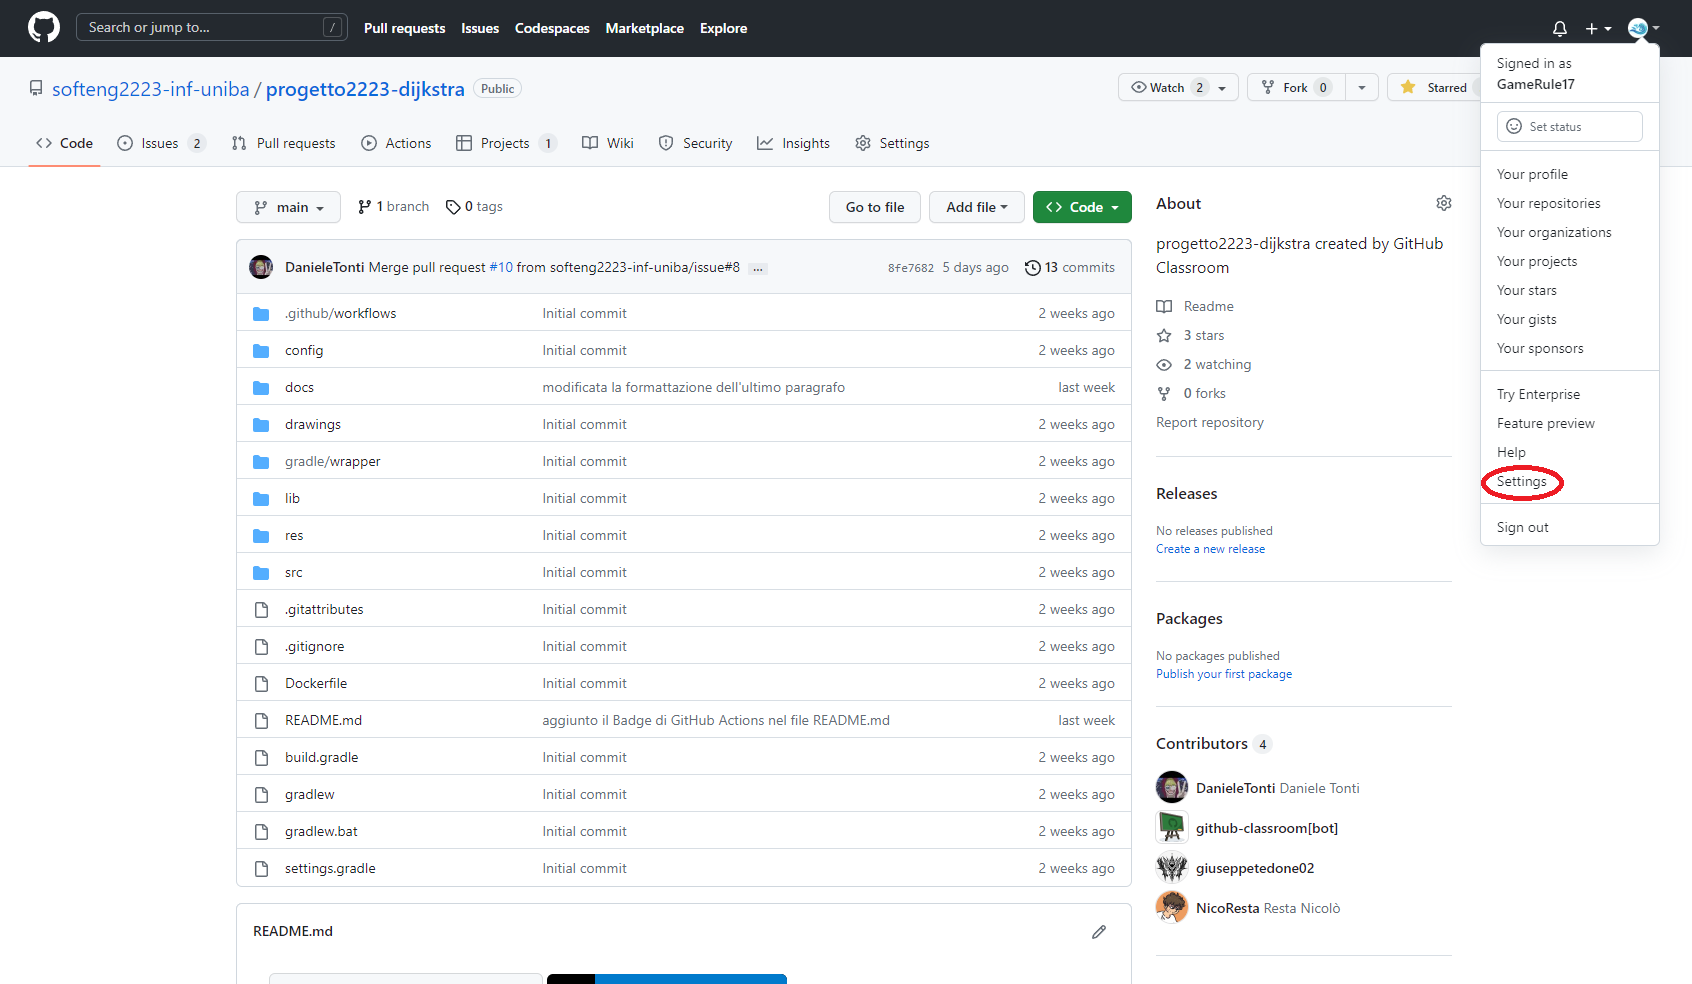 Search or jump to... /
Pull requests Issues Codespaces Marketplace Explore
softeng2223-inf-uniba / progetto2223-dijkstra Public
Watch 2 Fork 0 Starred
Code Issues 2 Pull requests Actions Projects 1 Wiki Security Insights Settings
main 1 branch 0 tags Go to file Add file Code
DanieleTonti Merge pull request #10 from softeng2223-inf-uniba/issue#8 ... 8fe7682 5 days ago 13 commits
.github/workflows Initial commit 2 weeks ago
config Initial commit 2 weeks ago
docs modificata la formattazione dell'ultimo paragrafo last week
drawings Initial commit 2 weeks ago
gradle/wrapper Initial commit 2 weeks ago
lib Initial commit 2 weeks ago
res Initial commit 2 weeks ago
src Initial commit 2 weeks ago
.gitattributes Initial commit 2 weeks ago
.gitignore Initial commit 2 weeks ago
Dockerfile Initial commit 2 weeks ago
README.md aggiunto il Badge di GitHub Actions nel file README.md last week
build.gradle Initial commit 2 weeks ago
gradlew Initial commit 2 weeks ago
gradlew.bat Initial commit 2 weeks ago
settings.gradle Initial commit 2 weeks ago
README.md
About
progetto2223-dijkstra created by GitHub
Classroom
Readme
3 stars
2 watching
0 forks
Report repository
Releases
No releases published
Create a new release
Packages
No packages published
Publish your first package
Contributors 4
DanieleTonti Daniele Tonti
github-classroom[bot]
giuseppetedone02
NicoResta Resta Nicolò
Signed in as
GameRule17
Set status
Your profile
Your repositories
Your organizations
Your projects
Your stars
Your gists
Your sponsors
Try Enterprise
Feature preview
Help
Settings
Sign out